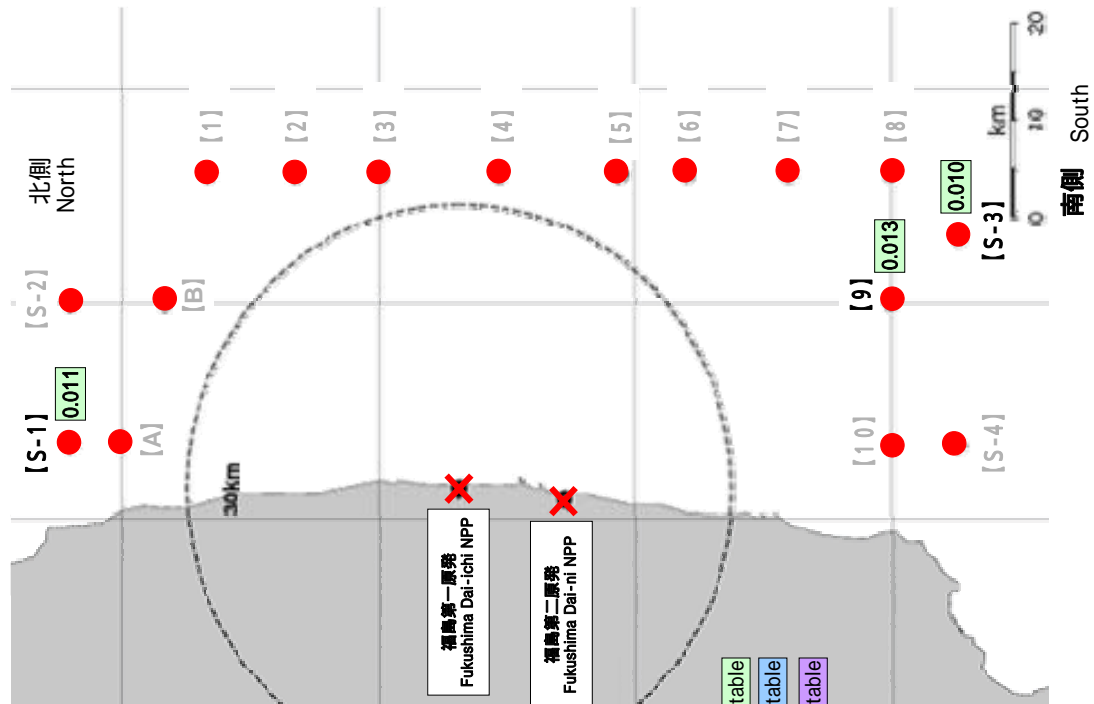 北側
North
【1】
【2】
【3】
【4】
【5】
【6】
【7】
【8】
【S-2】
【B】
【S-1】
0.011
【A】
【9】
0.013
0.010
【S-3】
【10】
【S-4】
30km
福島第一原発
Fukushima Dai-ichi NPP
福島第二原発
Fukushima Dai-ni NPP
km
0
10
20
南側
South
table
table
table